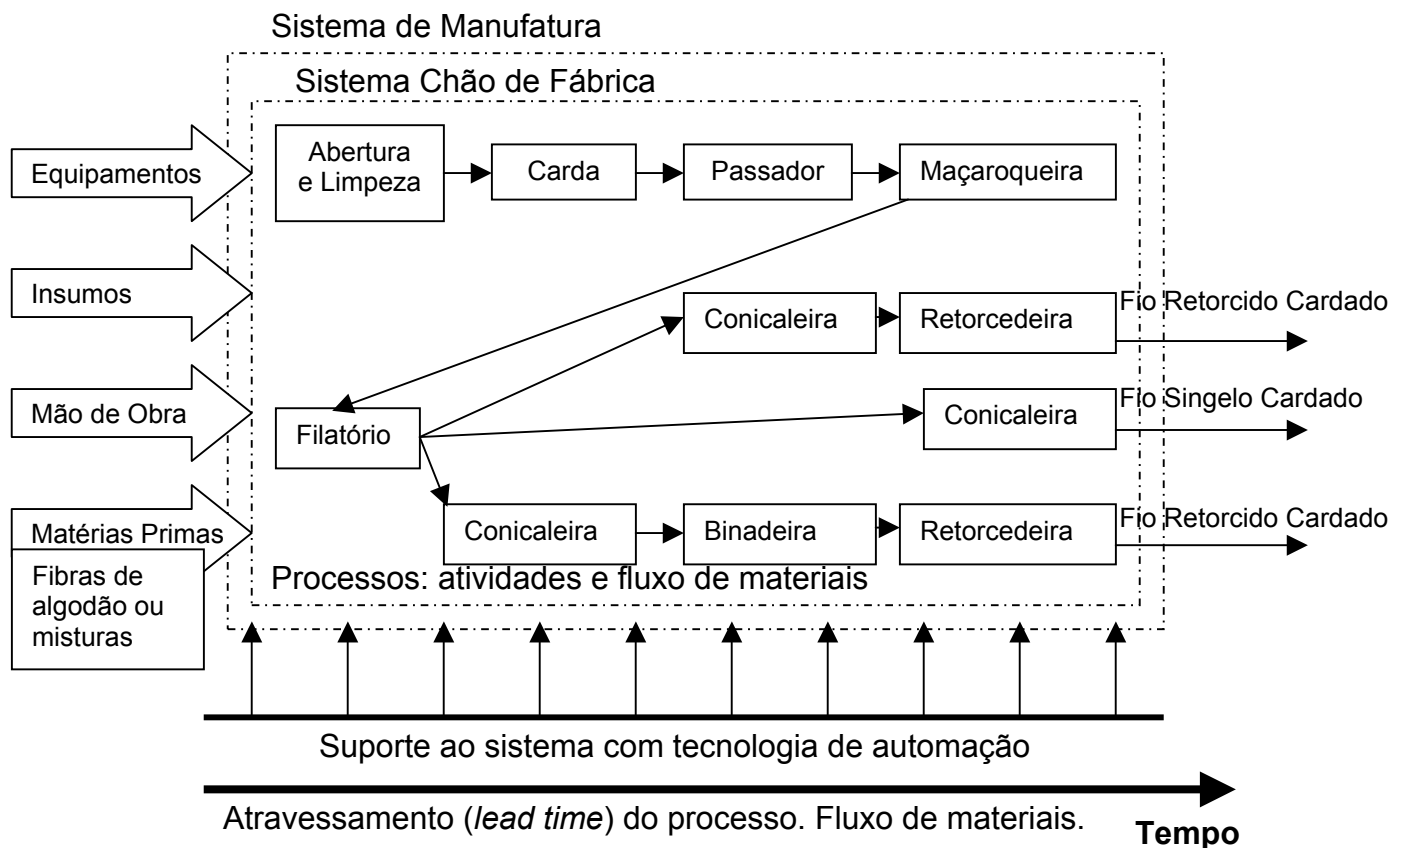 Sistema de Manufatura
Sistema Chão de Fábrica
Equipamentos
Abertura
e Limpeza
Carda
Passador
Maçaroqueira
Insumos
Conicaleira
Retorcedeira
Fio Retorcido Cardado
Mão de Obra
Filatório
Conicaleira
Fio Singelo Cardado
Matérias Primas
Fibras de
algodão ou
misturas
Conicaleira
Binadeira
Retorcedeira
Fio Retorcido Cardado
Processos: atividades e fluxo de materiais
Suporte ao sistema com tecnologia de automação
Atravessamento (lead time) do processo. Fluxo de materiais.
Tempo